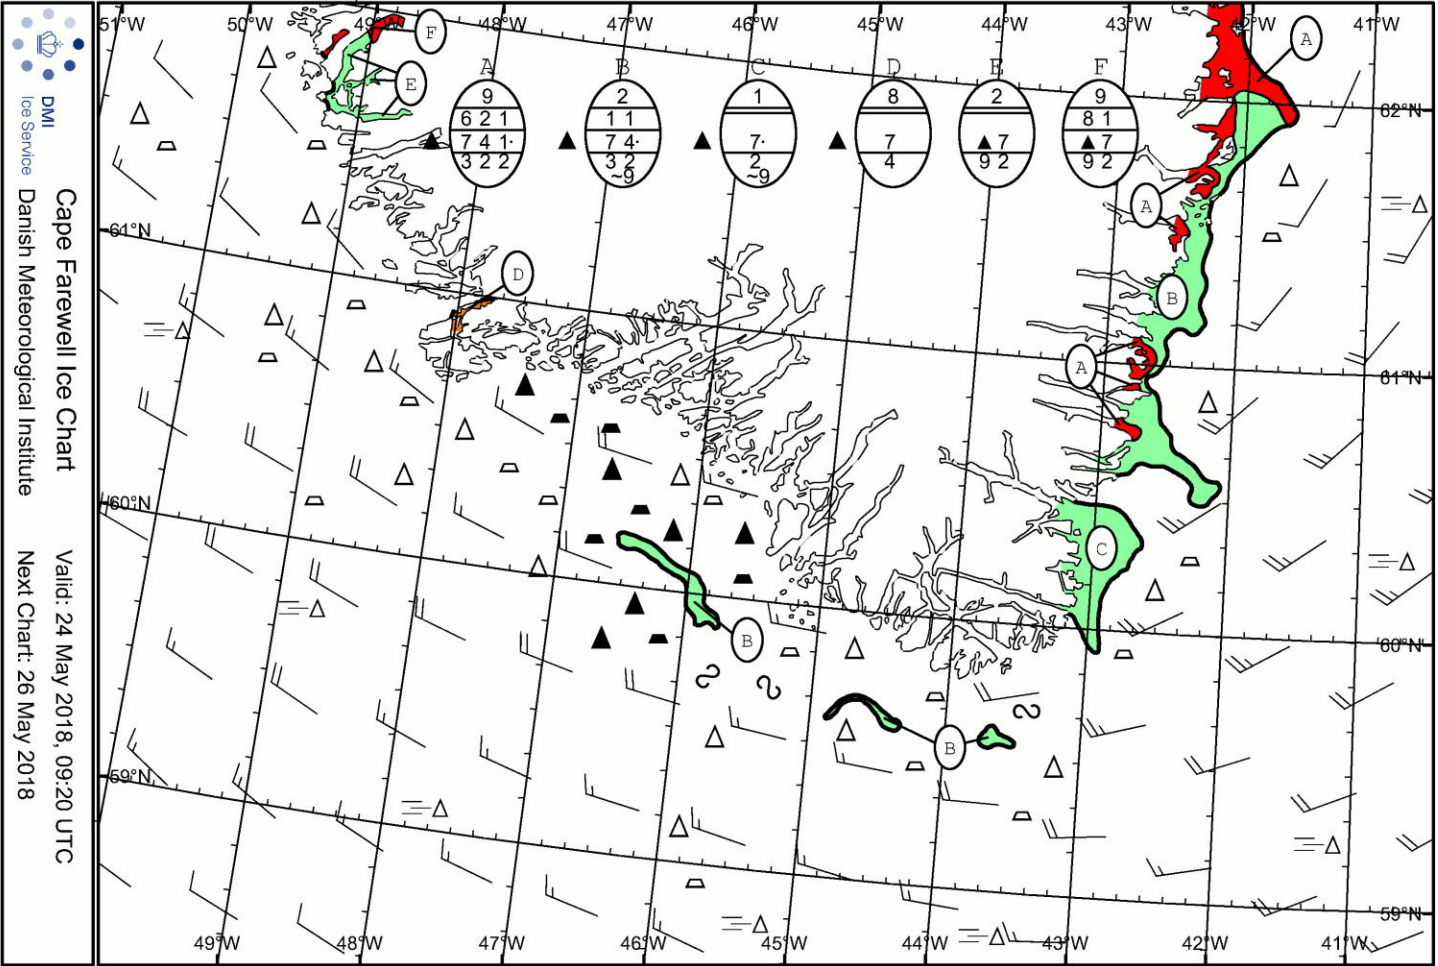 DMI
Ice Service
Cape Farewell Ice Chart
Danish Meteorological Institute
Valid: 24 May 2018, 09:20 UTC
Next Chart: 26 May 2018
51°W 50°W 49°W 48°W 47°W 46°W 45°W 44°W 43°W 42°W 41°W
F
A
E
A B C D E F
9 2 1 8 2 9
6 2 1 1 1 8 1
7 4 1· 7 4· 7· 7 7 7
3 2 2 3 2 2 4 9 2 9 2
~9 ~9
62°N
A
61°N
D
B
A
61°N
60°N
C
B
60°N
B
59°N
59°N
49°W 48°W 47°W 46°W 45°W 44°W 43°W 42°W 41°W